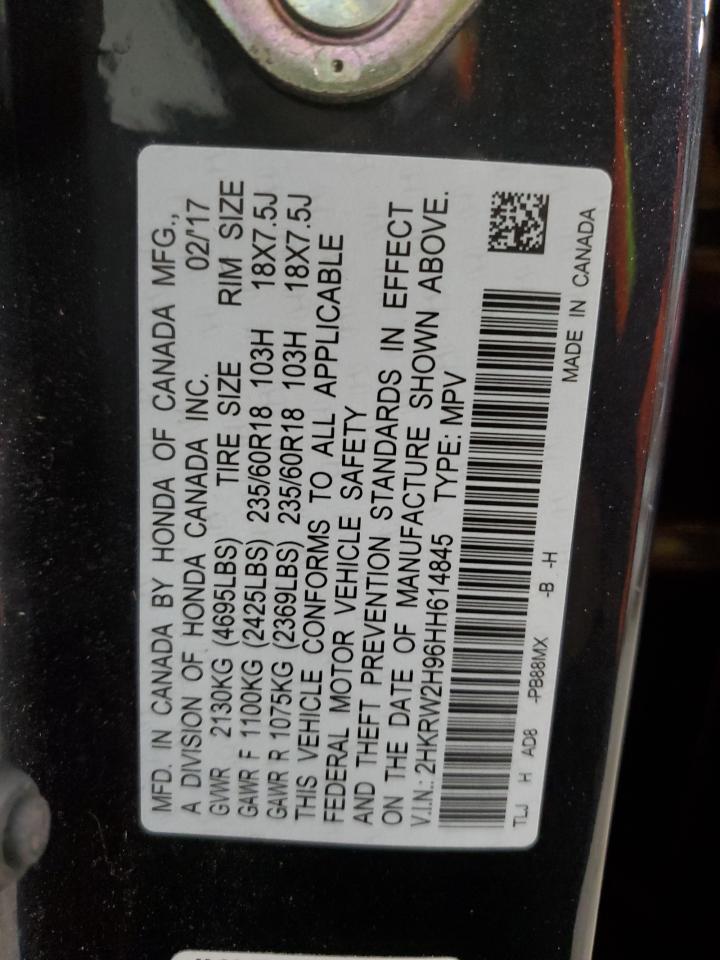 MFD. IN CANADA BY HONDA OF CANADA MFG.,
A DIVISION OF HONDA CANADA INC. 02/'17
GVWR 2130KG (4695LBS) TIRE SIZE RIM SIZE
GAWR F 1100KG (2425LBS) 235/60R18 103H 18X7.5J
GAWR R 1075KG (2369LBS) 235/60R18 103H 18X7.5J
THIS VEHICLE CONFORMS TO ALL APPLICABLE
FEDERAL MOTOR VEHICLE SAFETY
AND THEFT PREVENTION STANDARDS IN EFFECT
ON THE DATE OF MANUFACTURE SHOWN ABOVE.
V.I.N.: 2HKRW2H96HH614845 TYPE: MPV
TLJ H AD8 -PB88MX -B -H
MADE IN CANADA